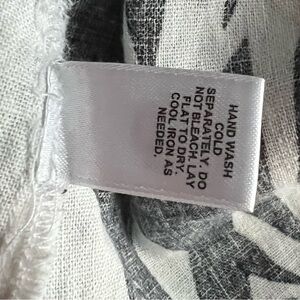 HAND WASH
COLD
SEPARATELY. DO
NOT BLEACH. LAY
FLAT TO DRY.
COOL IRON AS
NEEDED.